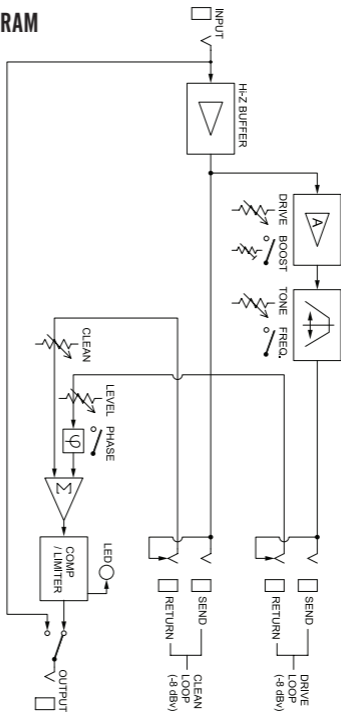 RAM
INPUT
HI-Z BUFFER
A
DRIVE
BOOST
TONE
FREQ.
CLEAN
LEVEL
PHASE
φ
Σ
LED
COMP
/ LIMITER
RETURN
SEND
CLEAN
LOOP
(-8 dBv)
RETURN
SEND
DRIVE
LOOP
(-8 dBv)
OUTPUT